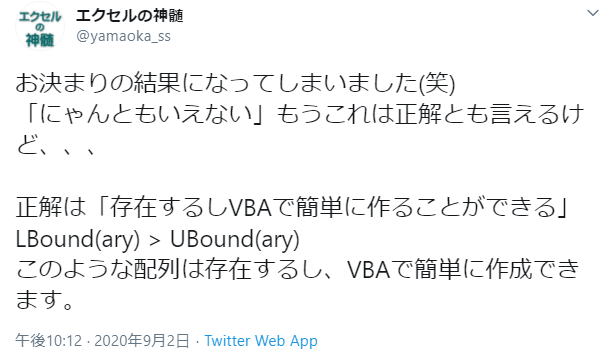 エクセルの神髄
エクセルの神髄
@yamaoka_ss
お決まりの結果になってしまいました(笑)
「にゃんともいえない」もうこれは正解とも言えるけ
ど、、、
正解は「存在するしVBAで簡単に作ることができる」
LBound(ary) > UBound(ary)
このような配列は存在するし、VBAで簡単に作成でき
ます。
午後10:12 · 2020年9月2日 · Twitter Web App